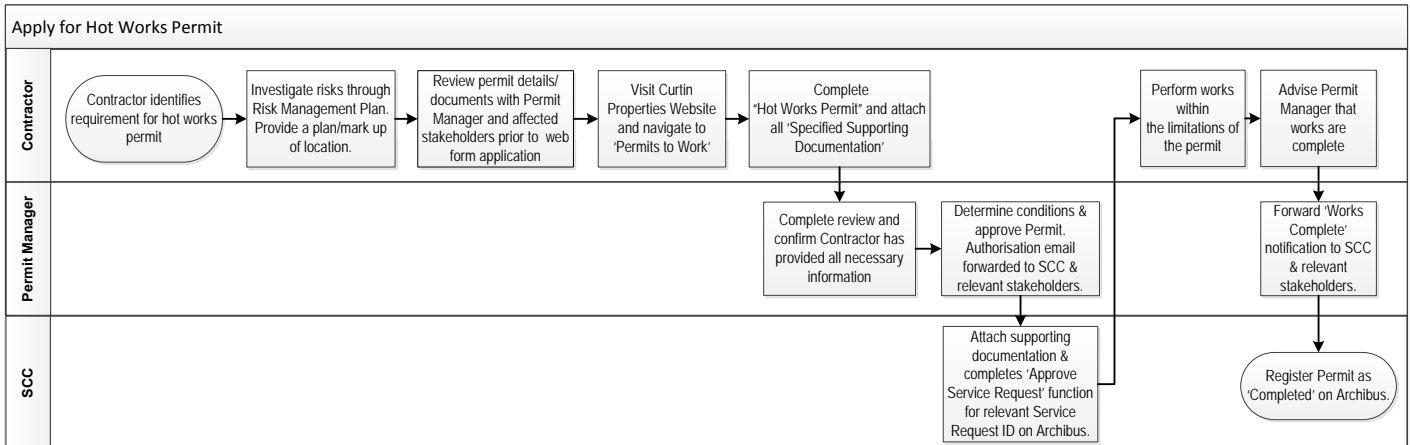 Apply for Hot Works Permit
Contractor
Contractor identifies
requirement for hot works
permit
Investigate risks through
Risk Management Plan.
Provide a plan/mark up
of location.
Review permit details/
documents with Permit
Manager and affected
stakeholders prior to web
form application
Visit Curtin
Properties Website
and navigate to
'Permits to Work'
Complete
"Hot Works Permit" and attach
all 'Specified Supporting
Documentation'
Perform works
within
the limitations of
the permit
Advise Permit
Manager that
works are
complete
Permit Manager
Complete review and
confirm Contractor has
provided all necessary
information
Determine conditions &
approve Permit.
Authorisation email
forwarded to SCC &
relevant stakeholders.
Forward 'Works
Complete'
notification to SCC
& relevant
stakeholders.
SCC
Attach supporting
documentation &
completes 'Approve
Service Request' function
for relevant Service
Request ID on Archibus.
Register Permit as
'Completed' on Archibus.